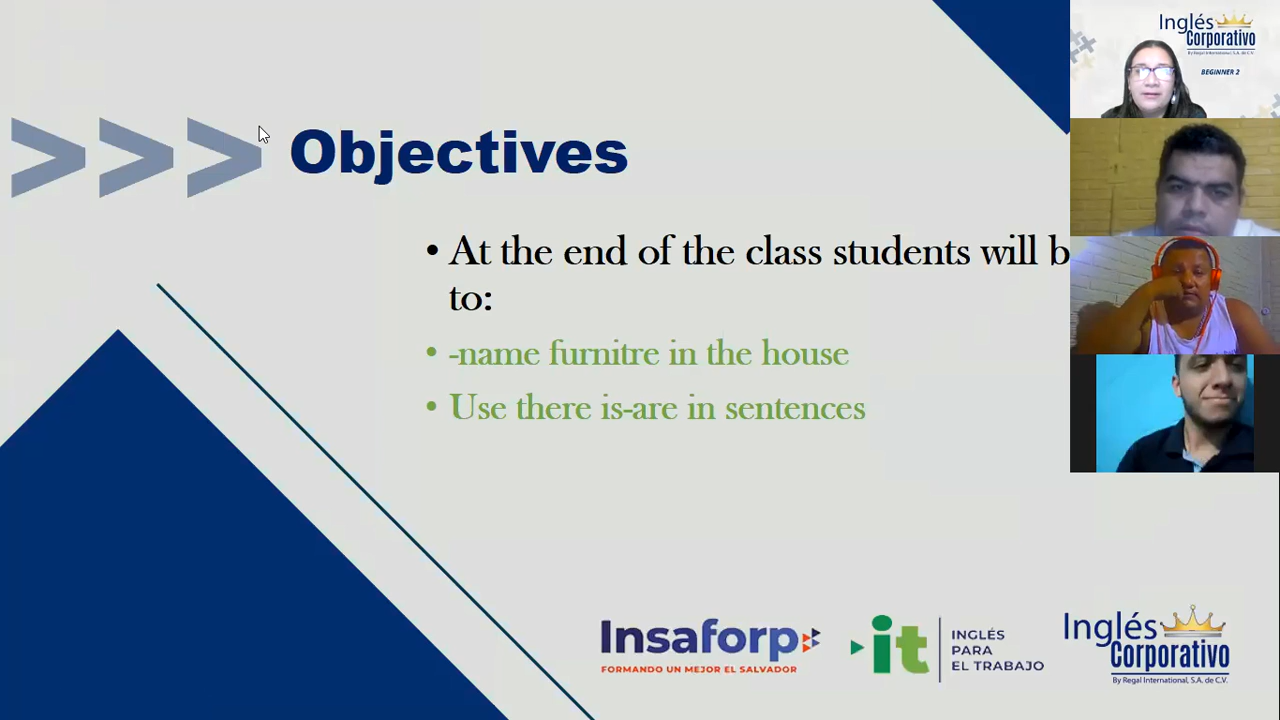 Objectives
• At the end of the class students will b
to:
• -name furnitre in the house
• Use there is-are in sentences
Insaforp
FORMANDO UN MEJOR EL SALVADOR
it
INGLÉS
PARA
EL TRABAJO
Inglés
Corporativo
By Regal International, S.A. de C.V.
Inglés
Corporativo
By Regal International, S.A. de C.V.
BEGINNER 2